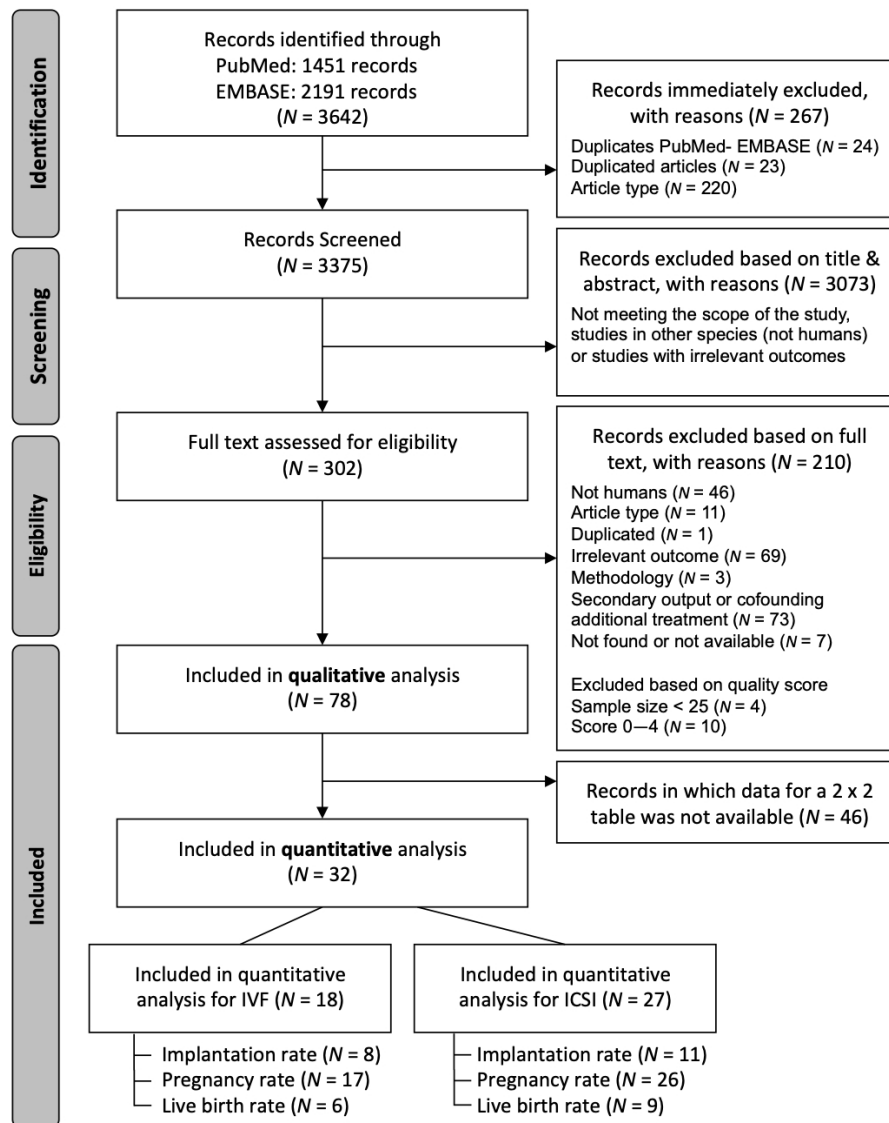 Identification
Records identified through
PubMed: 1451 records
EMBASE: 2191 records
(N = 3642)
Records immediately excluded,
with reasons (N = 267)
Duplicates PubMed- EMBASE (N = 24)
Duplicated articles (N = 23)
Article type (N = 220)
Screening
Records Screened
(N = 3375)
Records excluded based on title &
abstract, with reasons (N = 3073)
Not meeting the scope of the study,
studies in other species (not humans)
or studies with irrelevant outcomes
Eligibility
Full text assessed for eligibility
(N = 302)
Records excluded based on full
text, with reasons (N = 210)
Not humans (N = 46)
Article type (N = 11)
Duplicated (N = 1)
Irrelevant outcome (N = 69)
Methodology (N = 3)
Secondary output or cofounding
additional treatment (N = 73)
Not found or not available (N = 7)
Excluded based on quality score
Sample size < 25 (N = 4)
Score 0—4 (N = 10)
Included
Included in qualitative analysis
(N = 78)
Records in which data for a 2 x 2
table was not available (N = 46)
Included in quantitative analysis
(N = 32)
Included in quantitative
analysis for IVF (N = 18)
Implantation rate (N = 8)
Pregnancy rate (N = 17)
Live birth rate (N = 6)
Included in quantitative
analysis for ICSI (N = 27)
Implantation rate (N = 11)
Pregnancy rate (N = 26)
Live birth rate (N = 9)